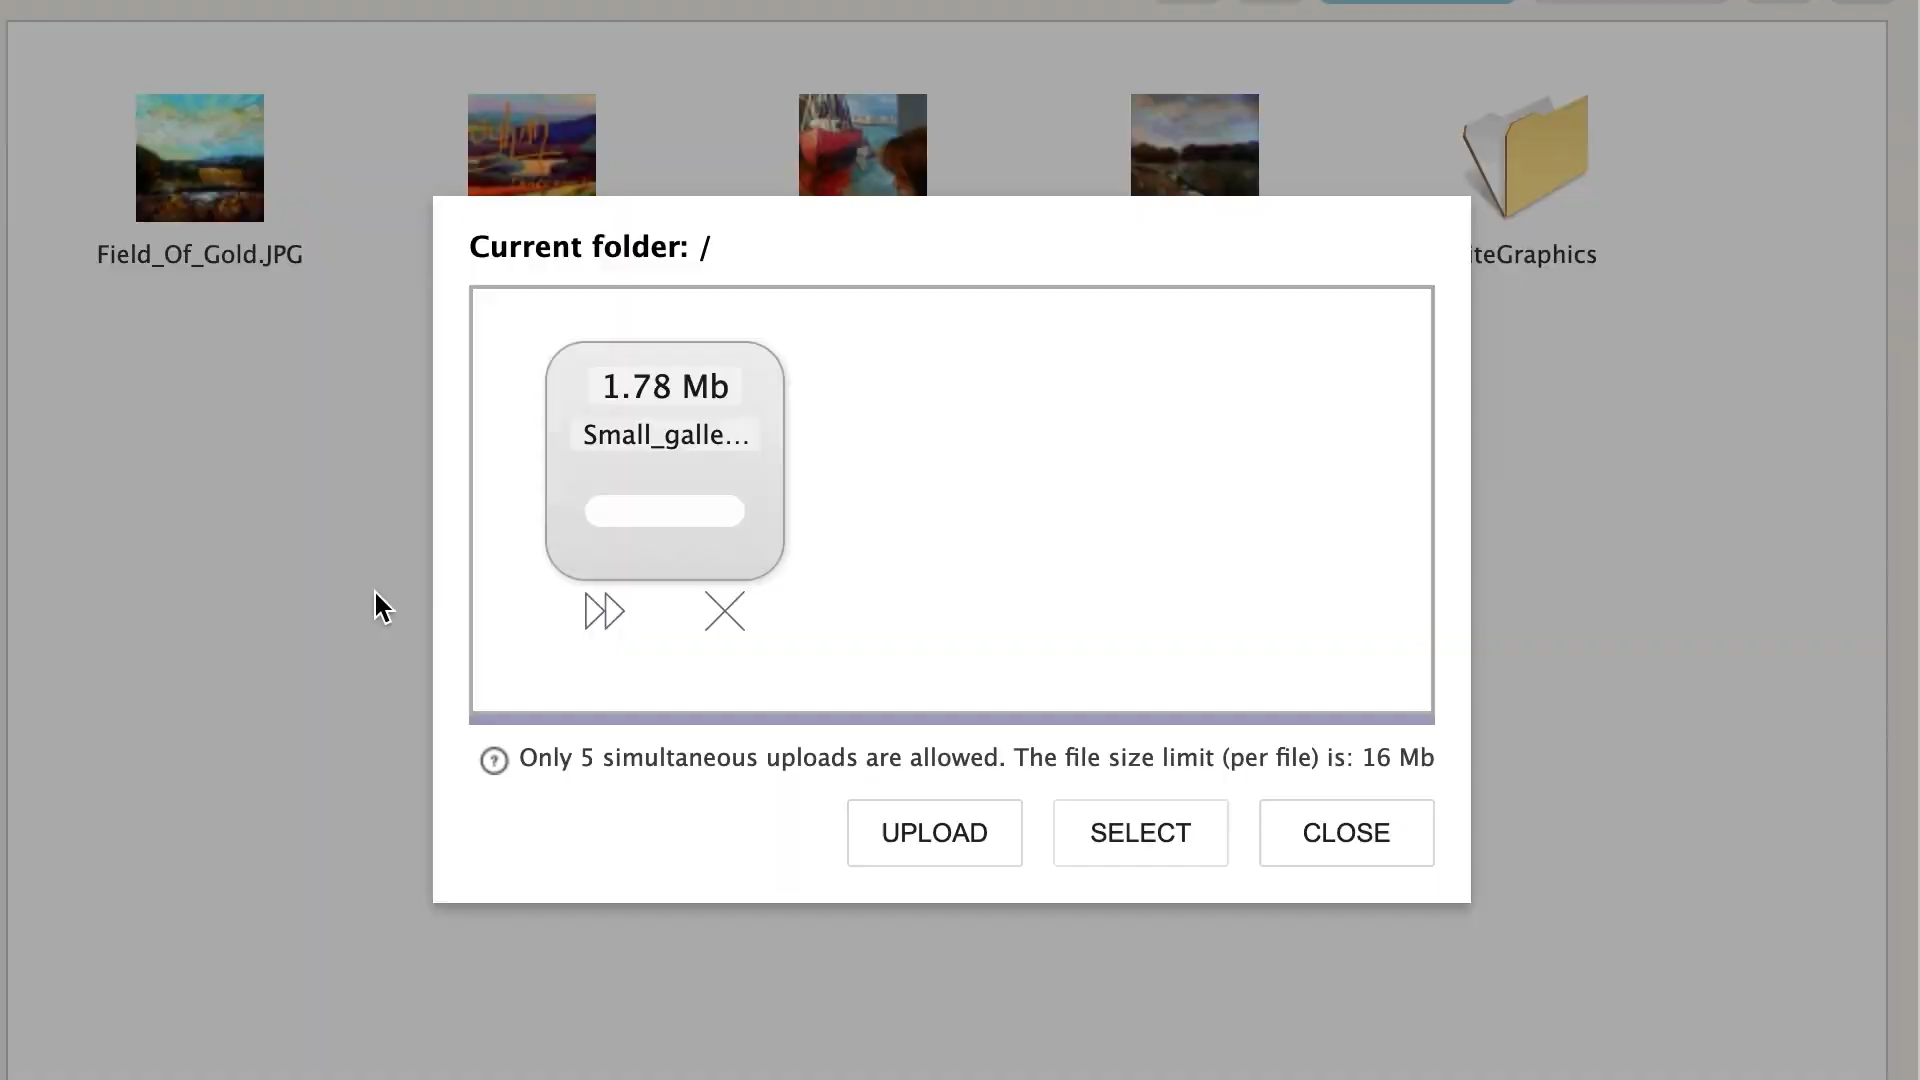 Field_Of_Gold.JPG
iteGraphics
Current folder: /
1.78 Mb
Small_galle...
Only 5 simultaneous uploads are allowed. The file size limit (per file) is: 16 Mb
UPLOAD
SELECT
CLOSE